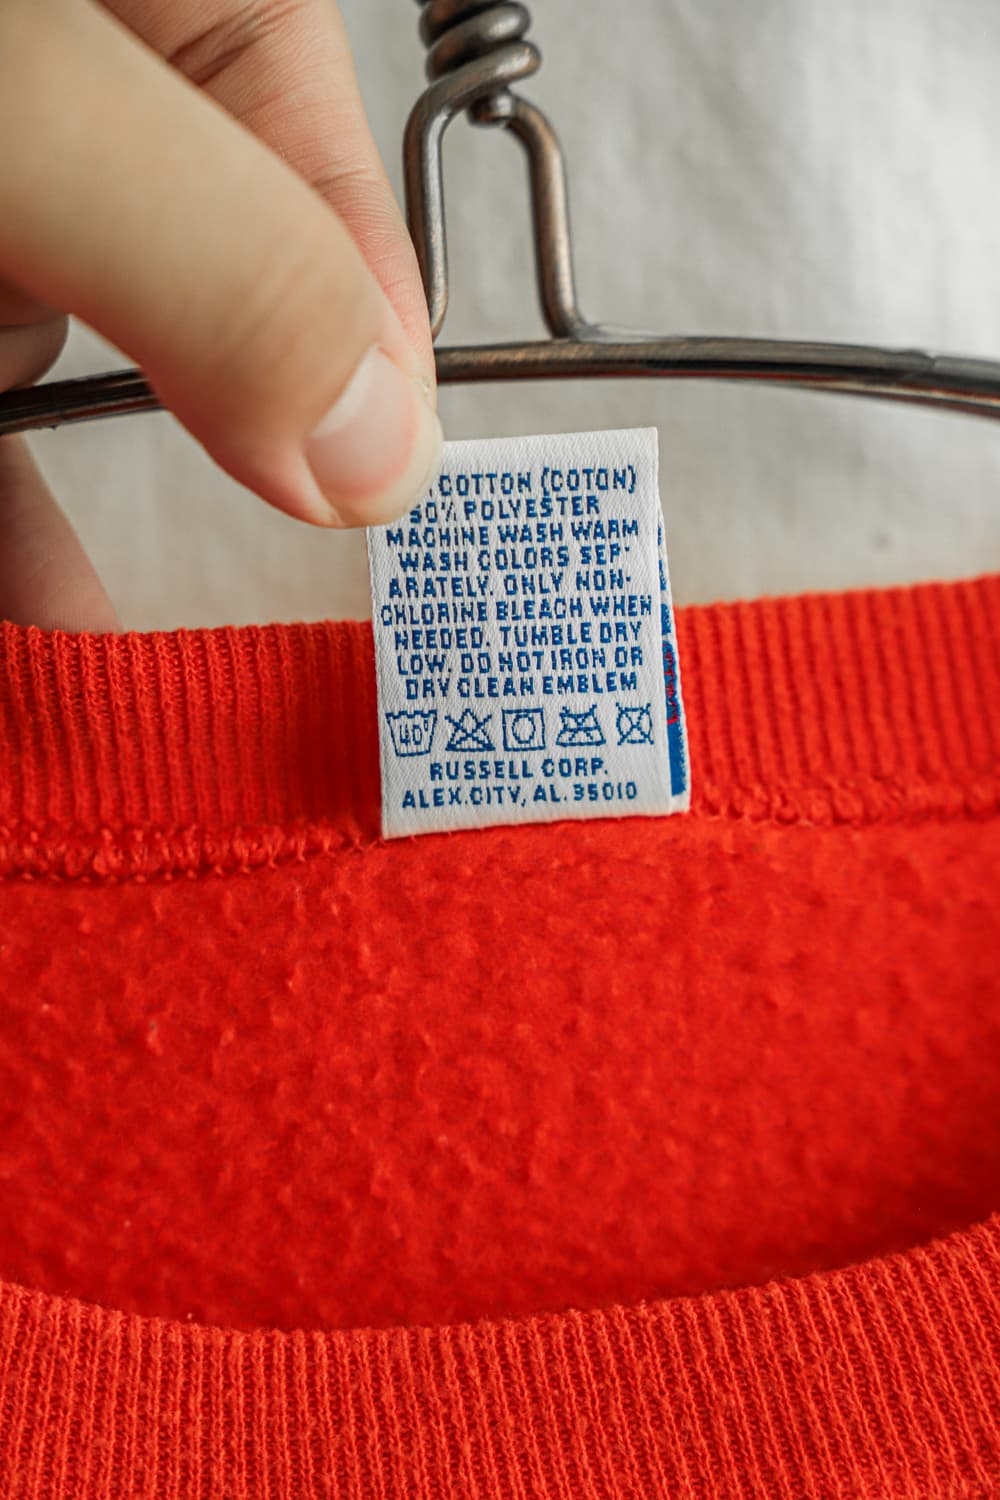 COTTON (COTON)
50% POLYESTER
MACHINE WASH WARM
WASH COLORS SEP-
ARATELY. ONLY NON-
CHLORINE BLEACH WHEN
NEEDED. TUMBLE DRY
LOW. DO NOT IRON OR
DRY CLEAN EMBLEM
40°
RUSSELL CORP.
ALEX.CITY, AL. 35010